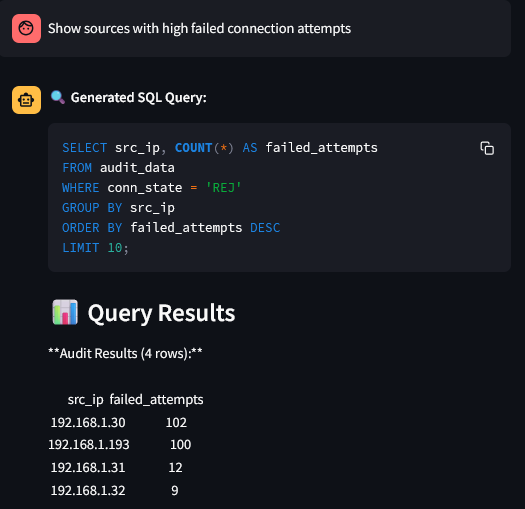 Show sources with high failed connection attempts
Generated SQL Query:
SELECT src_ip, COUNT(*) AS failed_attempts
FROM audit_data
WHERE conn_state = 'REJ'
GROUP BY src_ip
ORDER BY failed_attempts DESC
LIMIT 10;
Query Results
**Audit Results (4 rows):**
src_ip failed_attempts
192.168.1.30 102
192.168.1.193 100
192.168.1.31 12
192.168.1.32 9